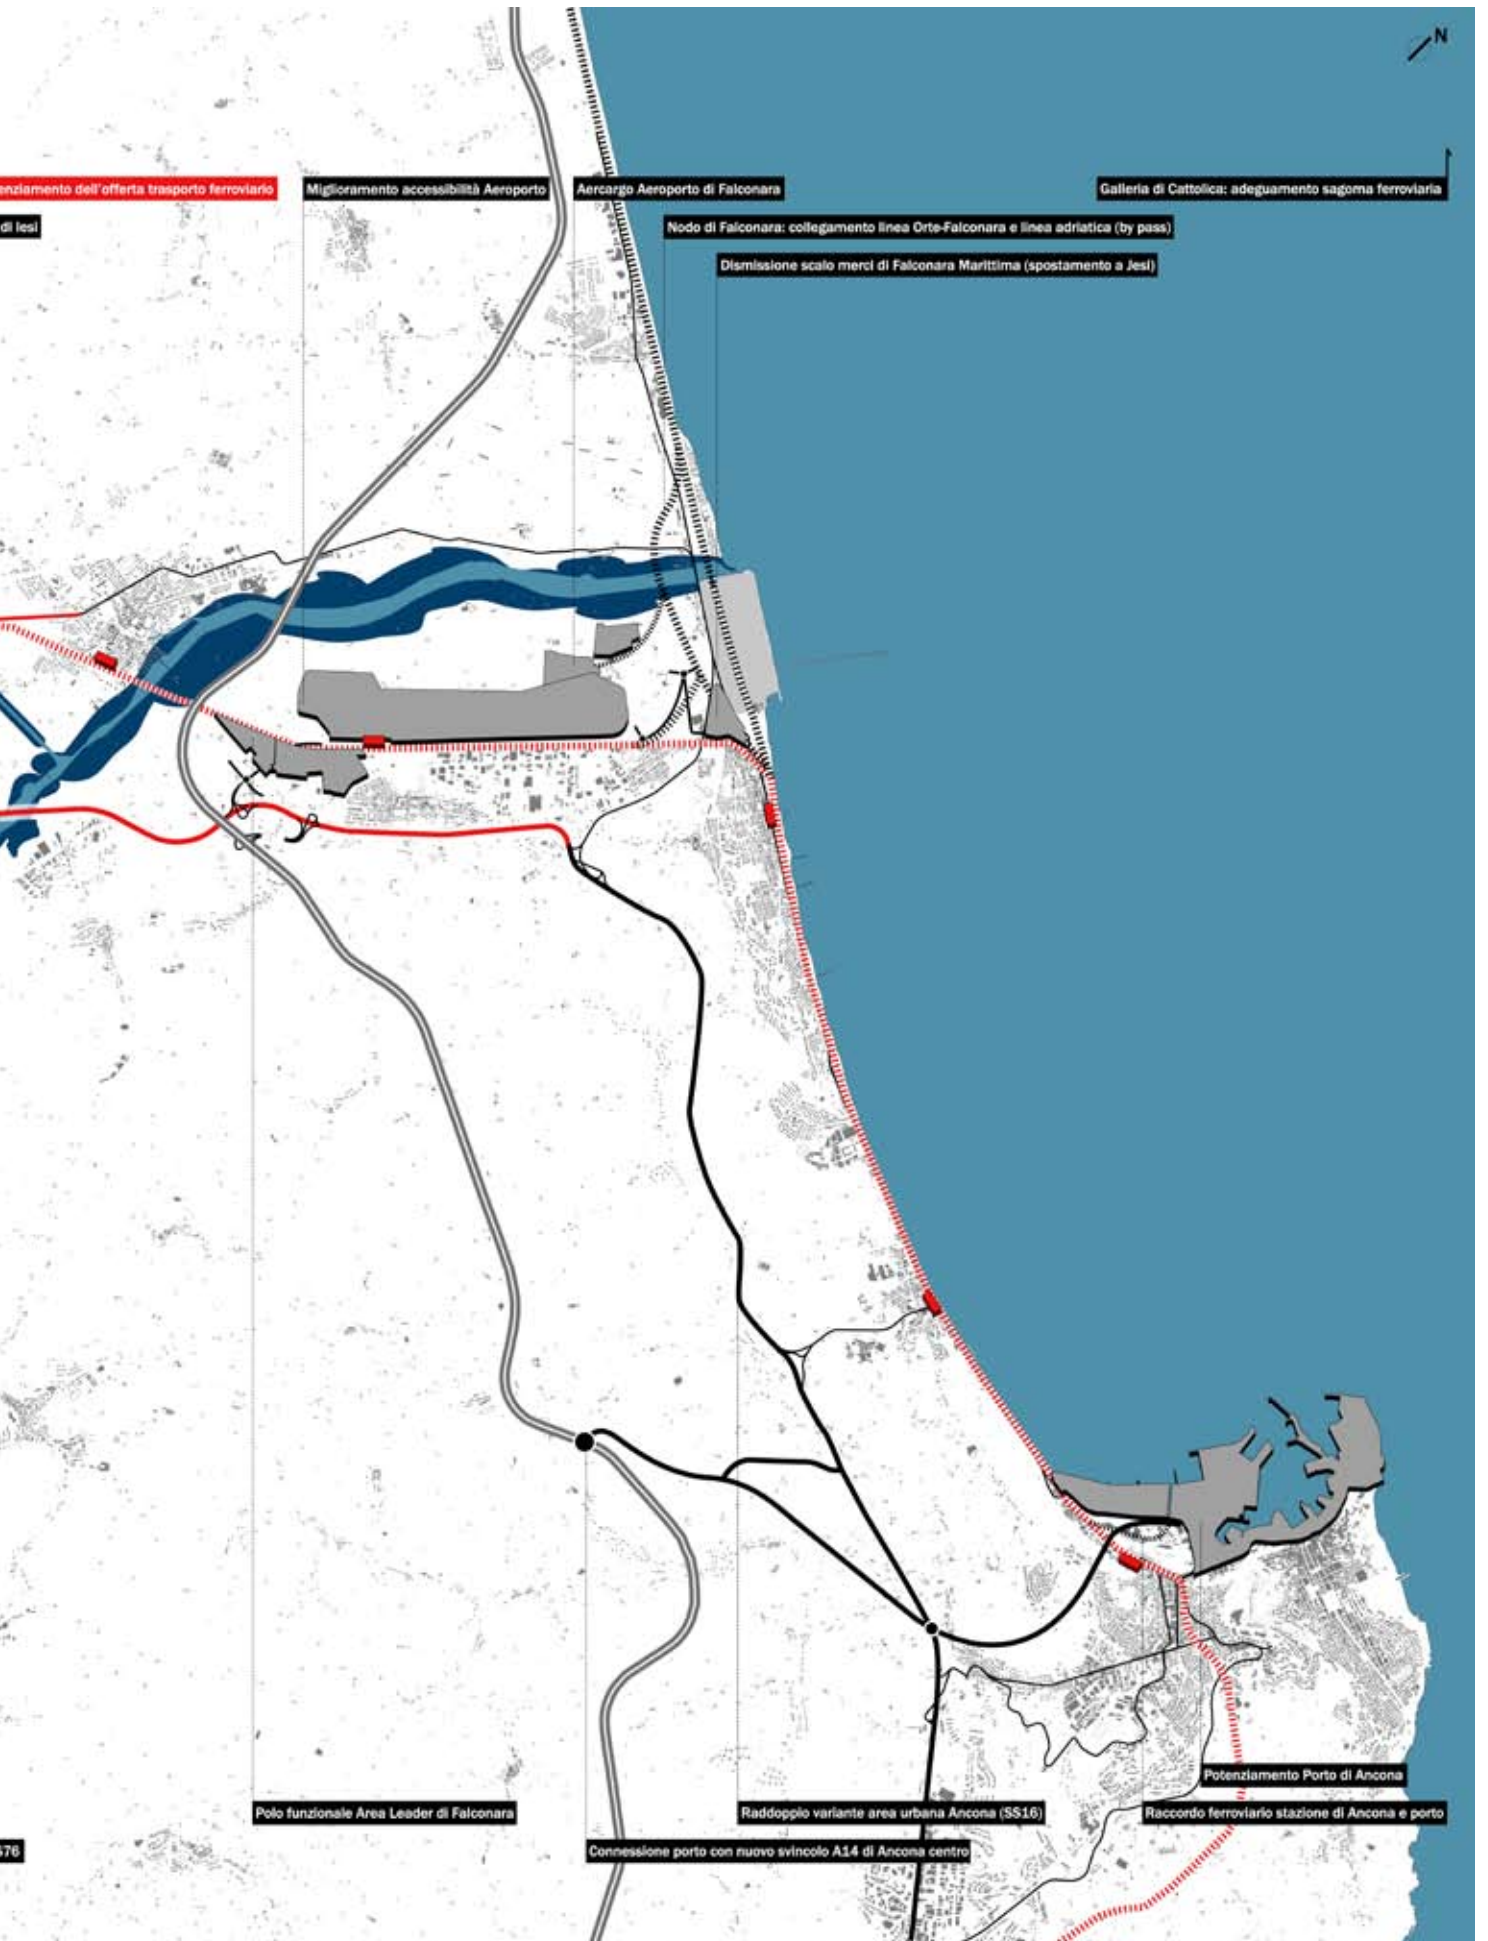 N
enziamento dell'offerta trasporto ferroviario
Miglioramento accessibilità Aeroporto
Aercargo Aeroporto di Falconara
Galleria di Cattolica: adeguamento sagoma ferroviaria
di Iesi
Nodo di Falconara: collegamento linea Orte-Falconara e linea adriatica (by pass)
Dismissione scalo merci di Falconara Marittima (spostamento a Jesi)
Potenziamento Porto di Ancona
Polo funzionale Area Leader di Falconara
Raddoppio variante area urbana Ancona (SS16)
Raccordo ferroviario stazione di Ancona e porto
S76
Connessione porto con nuovo svincolo A14 di Ancona centro